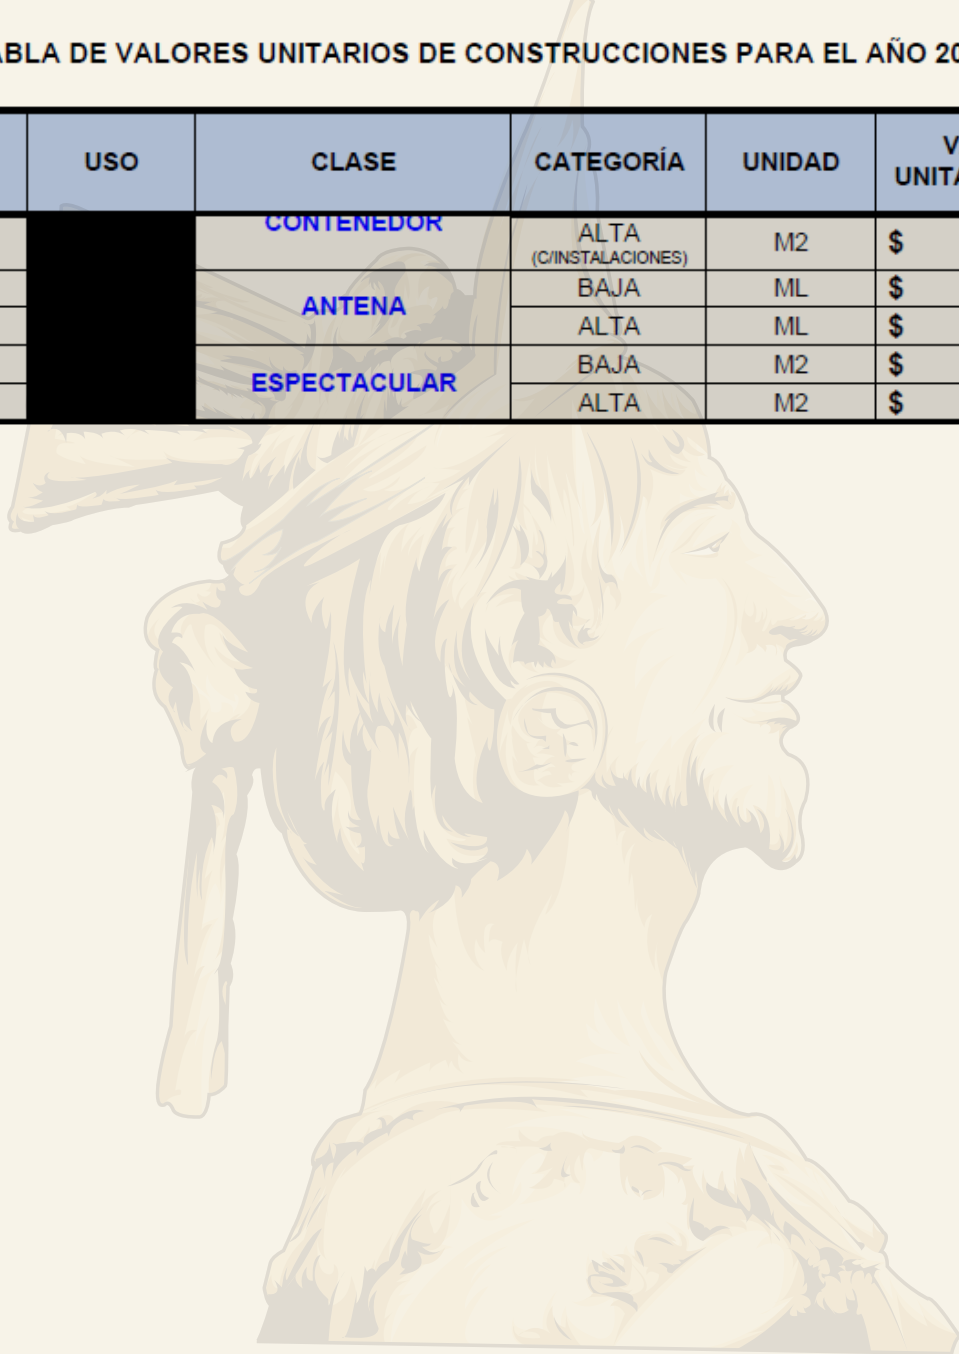 ABLA DE VALORES UNITARIOS DE CONSTRUCCIONES PARA EL AÑO 20
USO CLASE CATEGORÍA UNIDAD V
UNITA
CONTENEDOR ALTA
(C/INSTALACIONES) M2 $
ANTENA BAJA ML $
ALTA ML $
ESPECTACULAR BAJA M2 $
ALTA M2 $